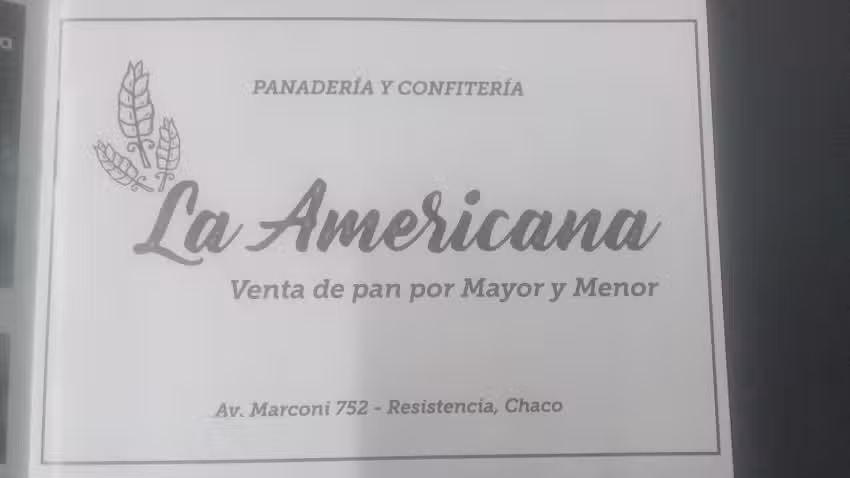 PANADERÍA Y CONFITERÍA
La Americana
Venta de pan por Mayor y Menor
Av. Marconi 752 - Resistencia, Chaco